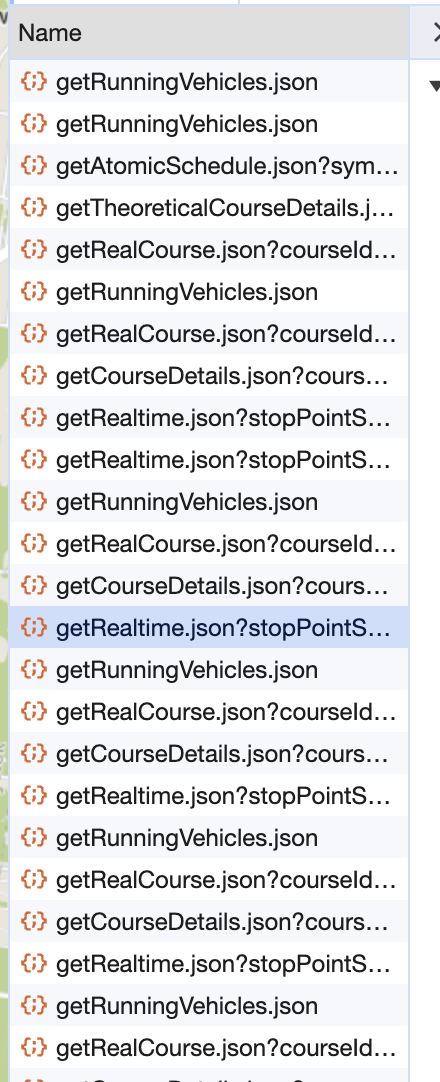 Name
getRunningVehicles.json
getRunningVehicles.json
getAtomicSchedule.json?sym...
getTheoreticalCourseDetails.j...
getRealCourse.json?courseId...
getRunningVehicles.json
getRealCourse.json?courseId...
getCourseDetails.json?cours...
getRealtime.json?stopPointS...
getRealtime.json?stopPointS...
getRunningVehicles.json
getRealCourse.json?courseId...
getCourseDetails.json?cours...
getRealtime.json?stopPointS...
getRunningVehicles.json
getRealCourse.json?courseId...
getCourseDetails.json?cours...
getRealtime.json?stopPointS...
getRunningVehicles.json
getRealCourse.json?courseId...
getCourseDetails.json?cours...
getRealtime.json?stopPointS...
getRunningVehicles.json
getRealCourse.json?courseId...